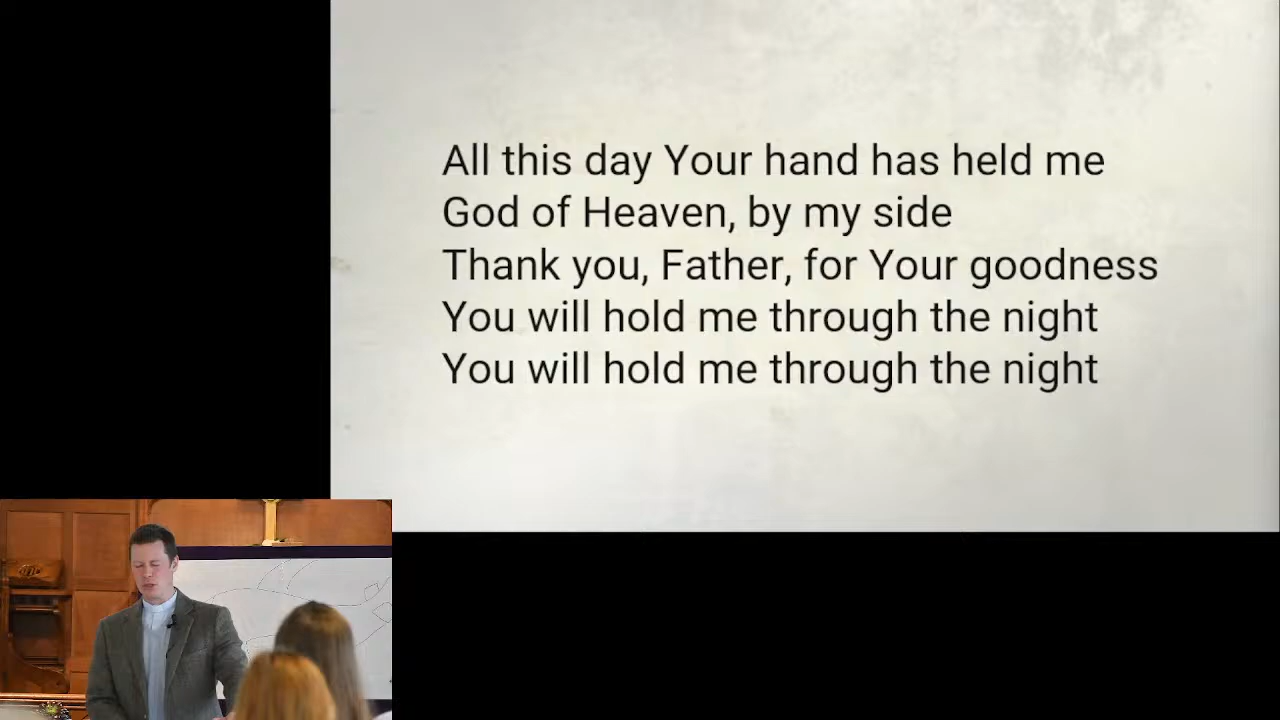 All this day Your hand has held me
God of Heaven, by my side
Thank you, Father, for Your goodness
You will hold me through the night
You will hold me through the night